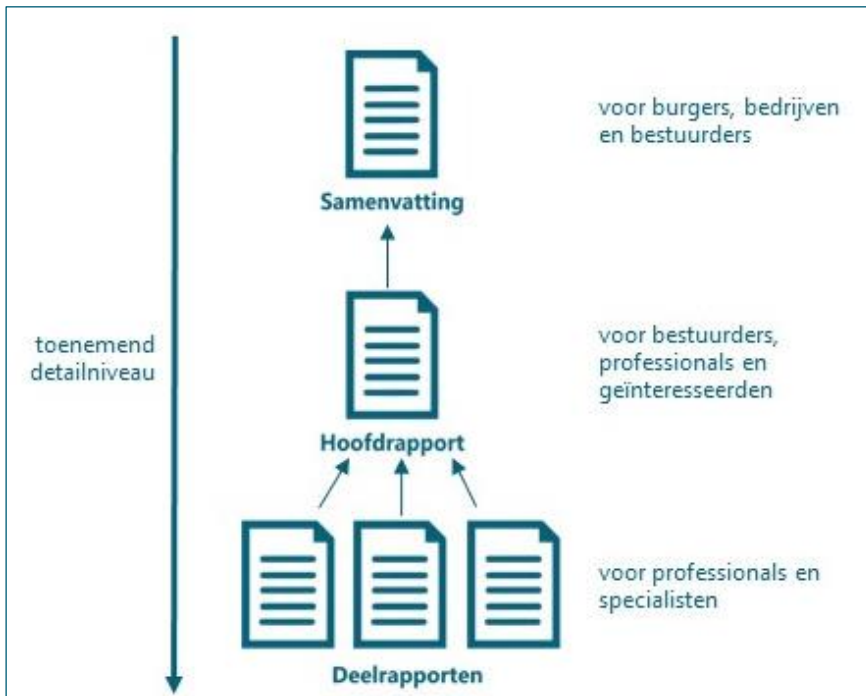 voor burgers, bedrijven
en bestuurders
Samenvatting
toenemend
detailniveau
voor bestuurders,
professionals en
geïnteresseerden
Hoofdrapport
voor professionals en
specialisten
Deelrapporten